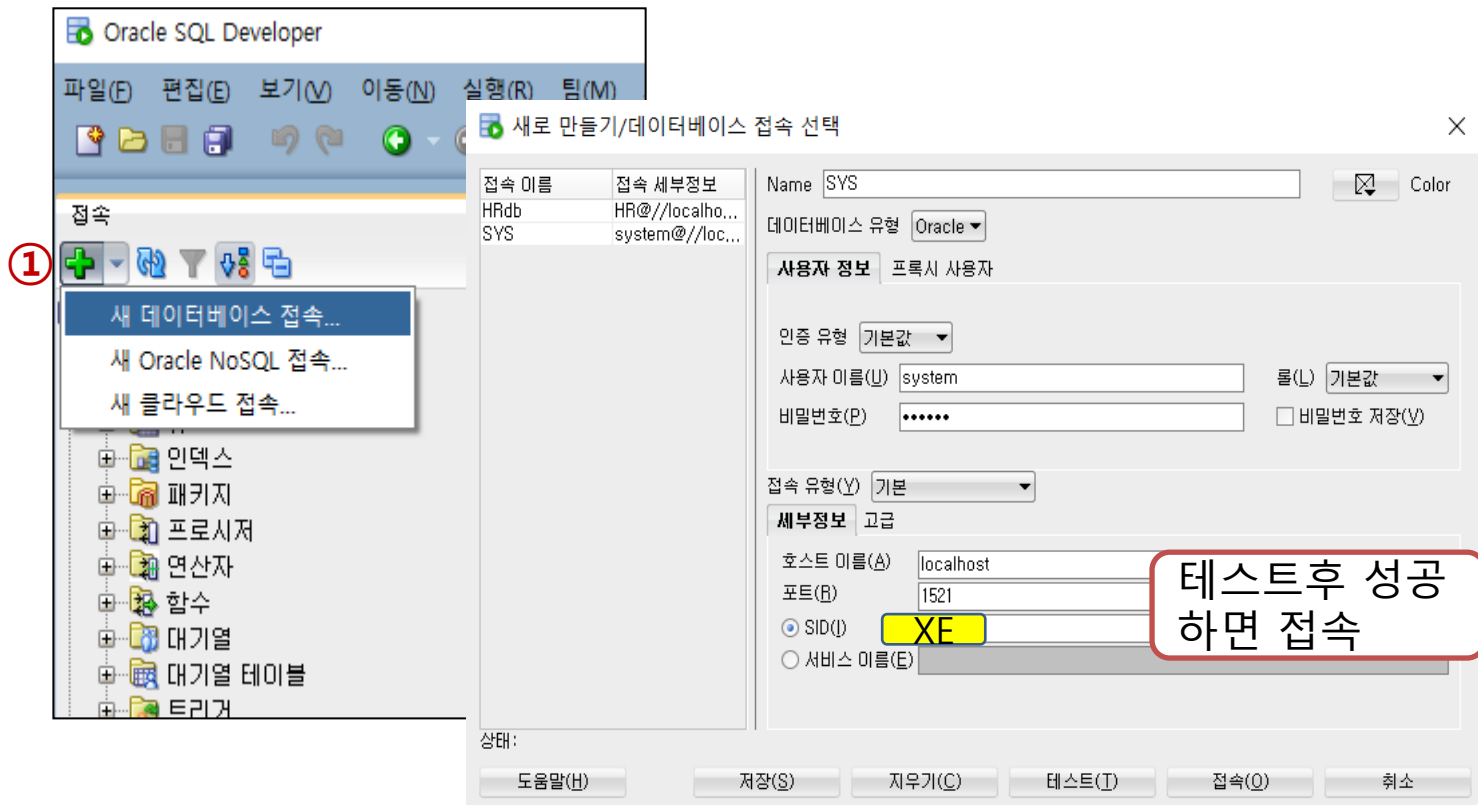 Oracle SQL Developer
파일(F) 편집(E) 보기(V) 이동(N) 실행(R) 팀(M)
접속
①
새 데이터베이스 접속...
새 Oracle NoSQL 접속...
새 클라우드 접속...
인덱스
패키지
프로시저
연산자
함수
대기열
대기열 테이블
트리거
새로 만들기/데이터베이스 접속 선택
접속 이름 접속 세부정보
HRdb HR@//localho...
SYS system@//loc...
Name SYS Color
데이터베이스 유형 Oracle
사용자 정보 프록시 사용자
인증 유형 기본값
사용자 이름(U) system 롤(L) 기본값
비밀번호(P) •••••• 비밀번호 저장(V)
접속 유형(Y) 기본
세부정보 고급
호스트 이름(A) localhost
포트(R) 1521
SID(I) XE
서비스 이름(E)
테스트후 성공
하면 접속
상태:
도움말(H) 저장(S) 지우기(C) 테스트(T) 접속(O) 취소